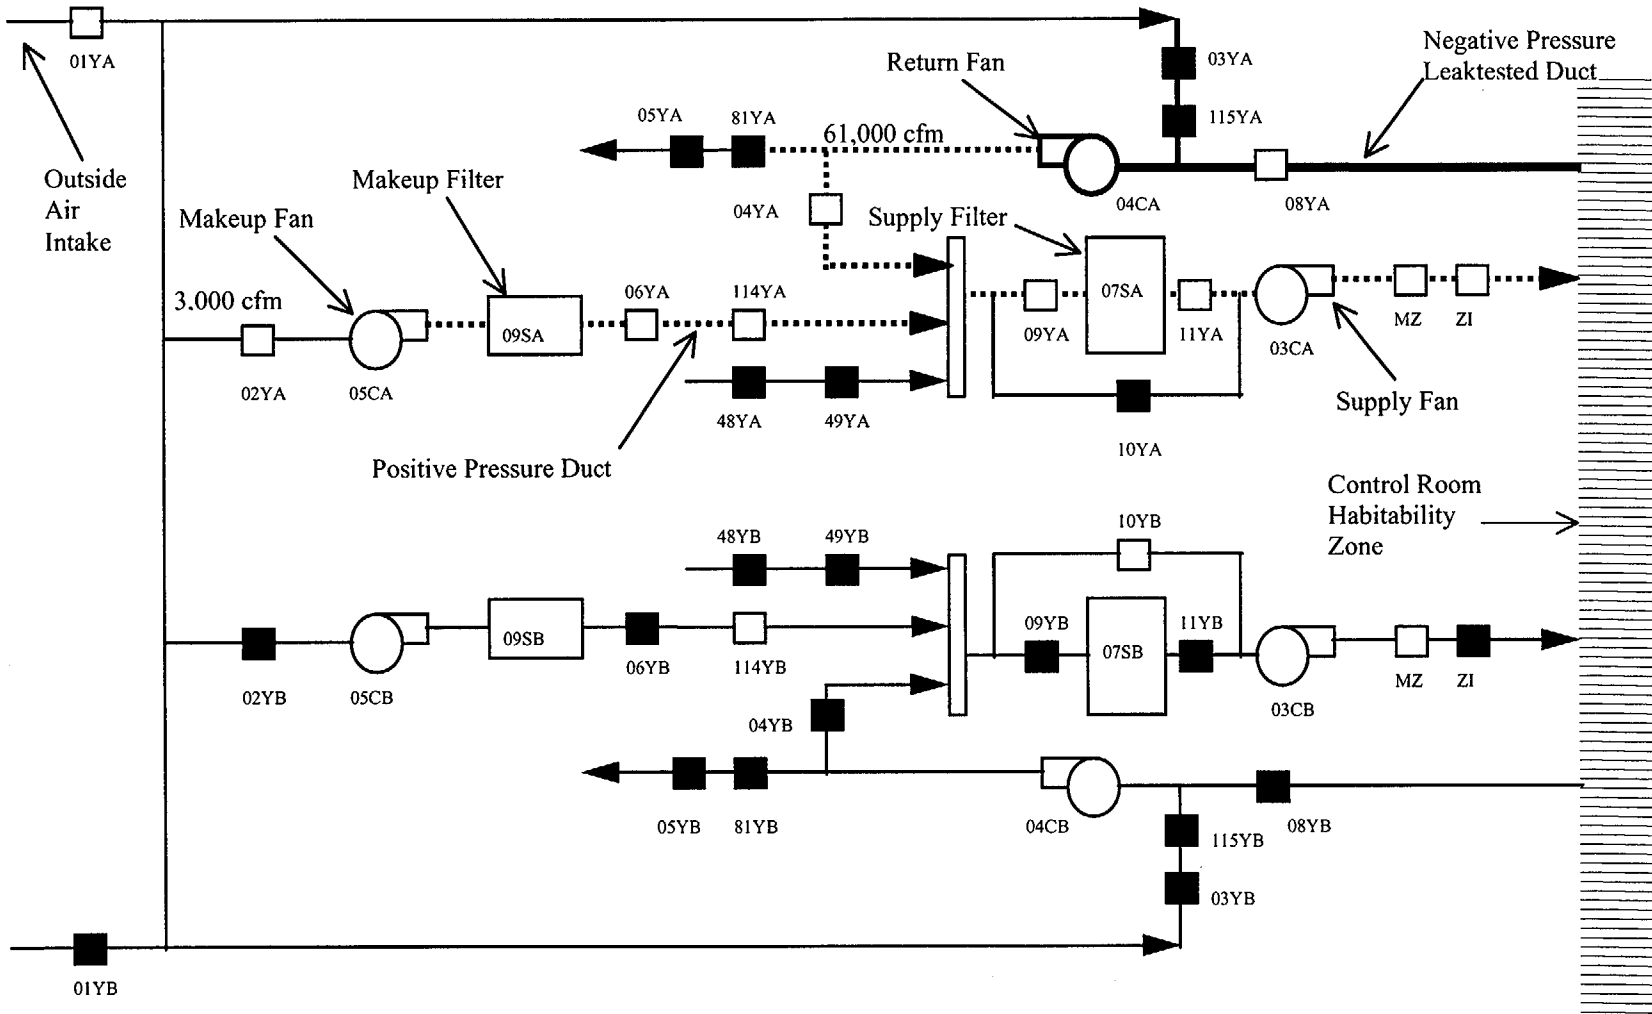 01YA
Outside
Air
Intake
Return Fan
03YA
Negative Pressure
Leaktested Duct
05YA
81YA
61,000 cfm
115YA
Makeup Filter
04YA
04CA
08YA
Makeup Fan
Supply Filter
3.000 cfm
09SA
06YA
114YA
07SA
09YA
11YA
MZ
ZI
03CA
02YA
05CA
48YA
49YA
Supply Fan
10YA
Positive Pressure Duct
Control Room
Habitability
Zone
48YB
49YB
10YB
09SB
09YB
07SB
11YB
02YB
05CB
06YB
114YB
MZ
ZI
03CB
04YB
05YB
81YB
04CB
08YB
115YB
03YB
01YB